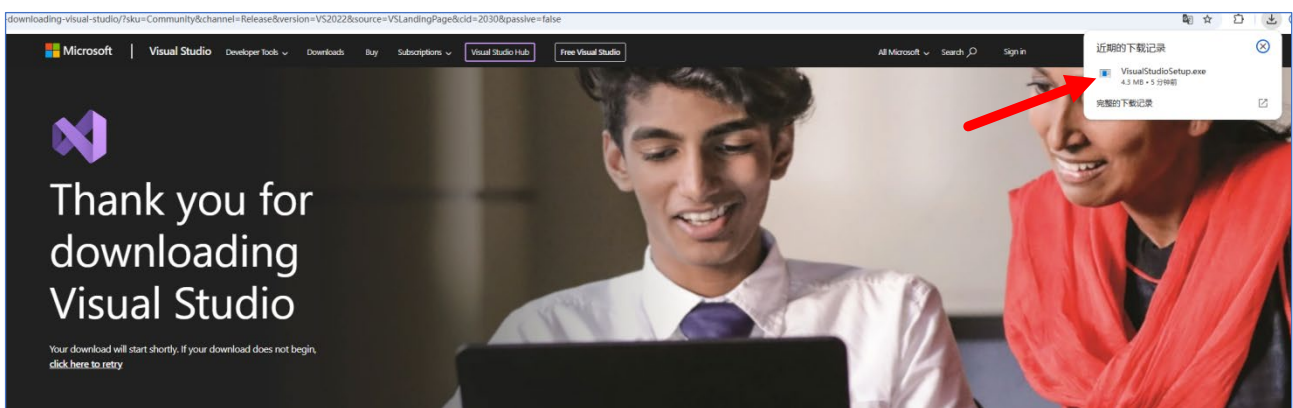 downloading-visual-studio/?sku=Community&channel=Release&version=VS2022&source=VSLandingPage&cid=2030&passive=false
Microsoft | Visual Studio Developer Tools Downloads Buy Subscriptions Visual Studio Hub Free Visual Studio All Microsoft Search Sign in
近期的下载记录
VisualStudioSetup.exe
4.3 MB • 5 分钟前
完整的下载记录
Thank you for
downloading
Visual Studio
Your download will start shortly. If your download does not begin,
click here to retry